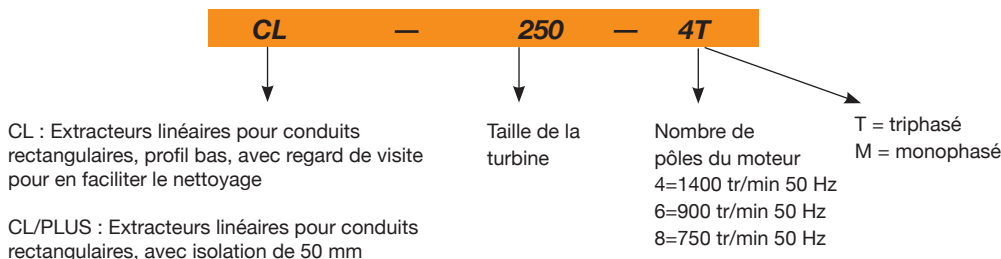 CL — 250 — 4T
CL : Extracteurs linéaires pour conduits
rectangulaires, profil bas, avec regard de visite
pour en faciliter le nettoyage
CL/PLUS : Extracteurs linéaires pour conduits
rectangulaires, avec isolation de 50 mm
Taille de la
turbine
Nombre de
pôles du moteur
4=1400 tr/min 50 Hz
6=900 tr/min 50 Hz
8=750 tr/min 50 Hz
T = triphasé
M = monophasé